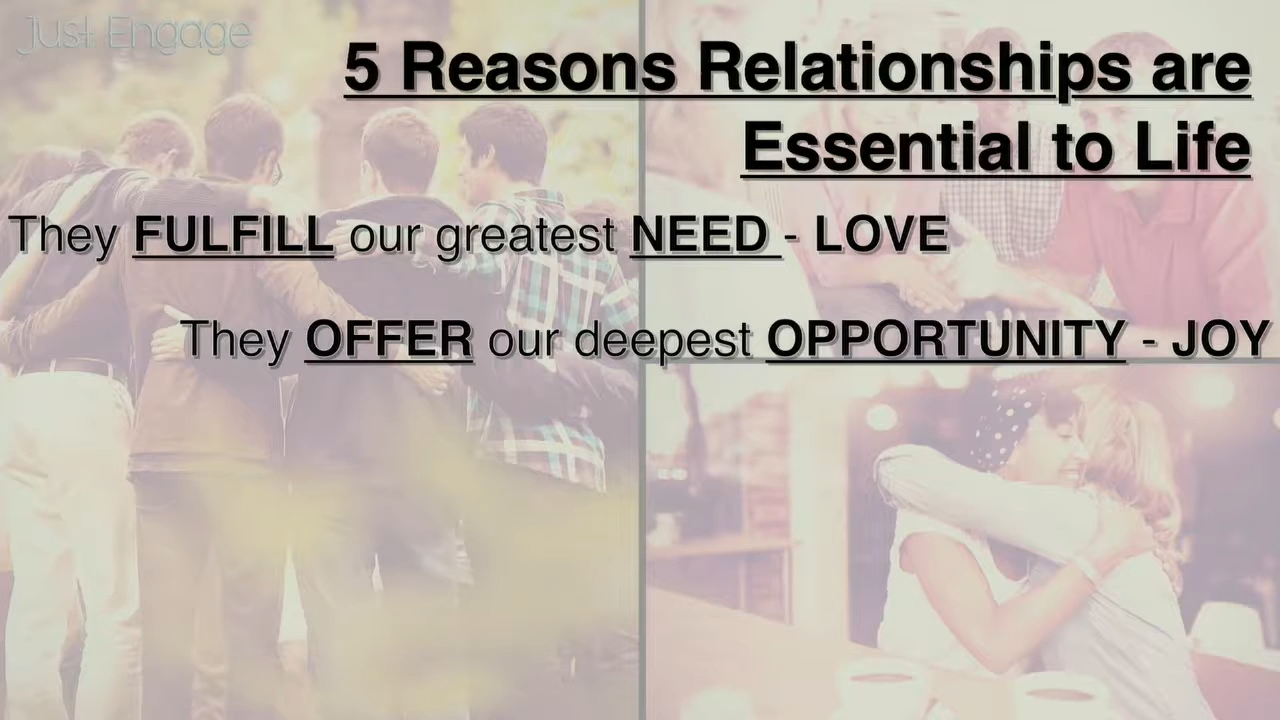 Just Engage
5 Reasons Relationships are
Essential to Life
They FULFILL our greatest NEED - LOVE
They OFFER our deepest OPPORTUNITY - JOY